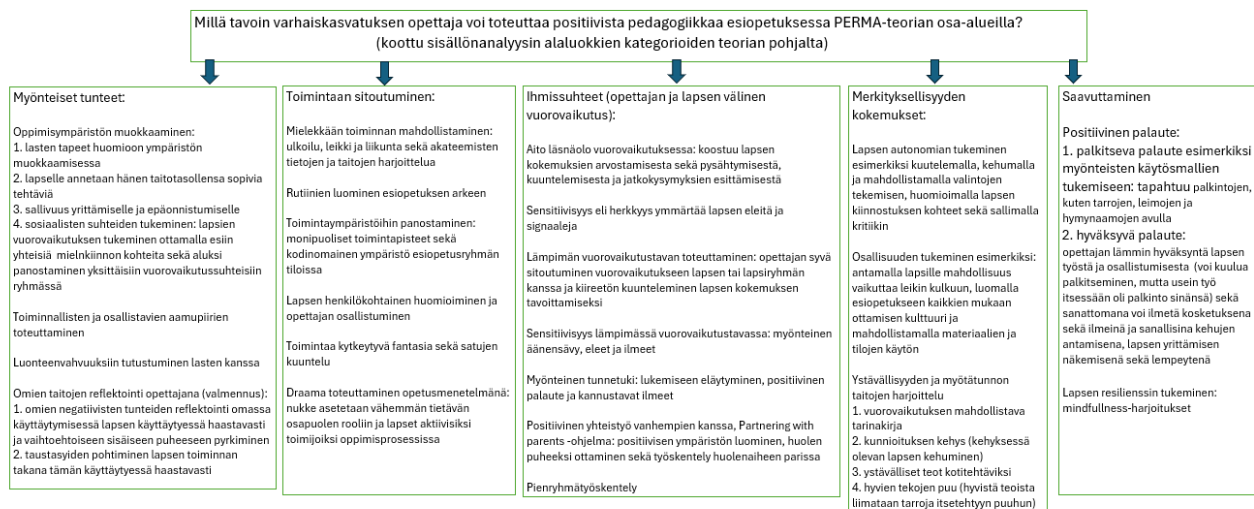 Millä tavoin varhaiskasvatuksen opettaja voi toteuttaa positiivista pedagogiikkaa esiopetuksessa PERMA-teorian osa-alueilla?
(koottu sisällönanalyysin alaluokkien kategorioiden teorian pohjalta)
Myönteiset tunteet:
Oppimisympäristön muokkaaminen:
1. lasten tapeet huomioon ympäristön
muokkaamisessa
2. lapselle annetaan hänen taitotasollensa sopivia
tehtäviä
3. sallivuus yrittämiselle ja epäonnistumiselle
4. sosiaalisten suhteiden tukeminen: lapsien
vuorovaikutuksen tukeminen ottamalla esiin
yhteisiä mielnkiinnon kohteita sekä aluksi
panostaminen yksittäisiin vuorovaikutussuhteisiin
ryhmässä
Toiminnallisten ja osallistavien aamupiirien
toteuttaminen
Luonteenvahvuuksiin tutustuminen lasten kanssa
Omien taitojen reflektointi opettajana (valmennus):
1. omien negatiivisten tunteiden reflektointi omassa
käyttäytymisessä lapsen käyttäytyessä haastavasti
ja vaihtoehtoiseen sisäiseen puheeseen pyrkiminen
2. taustasyiden pohtiminen lapsen toiminnan
takana tämän käyttäytyessä haastavasti
Toimintaan sitoutuminen:
Mielekkään toiminnan mahdollistaminen:
ulkoilu, leikki ja liikunta sekä akateemisten
tietojen ja taitojen harjoittelua
Rutiinien luominen esiopetuksen arkeen
Toimintaympäristöihin panostaminen:
monipuoliset toimintapisteet sekä
kodinomainen ympäristö esiopetusryhmän
tiloissa
Lapsen henkilökohtainen huomioiminen ja
opettajan osallistuminen
Toimintaa kytkeytyvä fantasia sekä satujen
kuuntelu
Draama toteuttaminen opetusmenetelmänä:
nukke asetetaan vähemmän tietävän
osapuolen rooliin ja lapset aktiivisiksi
toimijoiksi oppimisprosessissa
Ihmissuhteet (opettajan ja lapsen välinen
vuorovaikutus):
Aito läsnäolo vuorovaikutuksessa: koostuu lapsen
kokemuksien arvostamisesta sekä pysähtymisestä,
kuuntelemisesta ja jatkokysymyksien esittämisestä
Sensitiivisyys eli herkkyys ymmärtää lapsen eleitä ja
signaaleja
Lämpimän vuorovaikutustavan toteuttaminen: opettajan syvä
sitoutuminen vuorovaikutukseen lapsen tai lapsiryhmän
kanssa ja kiireetön kuunteleminen lapsen kokemuksen
tavoittamiseksi
Sensitiivisyys lämpimässä vuorovaikutustavassa: myönteinen
äänensävy, eleet ja ilmeet
Myönteinen tunnetuki: lukemiseen eläytyminen, positiivinen
palaute ja kannustavat ilmeet
Positiivinen yhteistyö vanhempien kanssa, Partnering with
parents -ohjelma: positiivisen ympäristön luominen, huolen
puheeksi ottaminen sekä työskentely huolenaiheen parissa
Pienryhmätyöskentely
Merkityksellisyyden
kokemukset:
Lapsen autonomian tukeminen
esimerkiksi kuutelemalla, kehumalla
ja mahdollistamalla valintojen
tekemisen, huomioimalla lapsen
kiinnostuksen kohteet sekä sallimalla
kritiikin
Osallisuuden tukeminen esimerkiksi:
antamalla lapsille mahdollisuus
vaikuttaa leikin kulkuun, luomalla
esiopetukseen kaikkien mukaan
ottamisen kulttuuri ja
mahdollistamalla materiaalien ja
tilojen käytön
Ystävällisyyden ja myötätunnon
taitojen harjoittelu
1. vuorovaikutuksen mahdollistava
tarinakirja
2. kunnioituksen kehys (kehyksessä
olevan lapsen kehuminen)
3. ystävälliset teot kotitehtäviksi
4. hyvien tekojen puu (hyvistä teoista
liimataan tarroja itsetehtyyn puuhun)
Saavuttaminen
Positiivinen palaute:
1. palkitseva palaute esimerkiksi
myönteisten käytösmallien
tukemiseen: tapahtuu palkintojen,
kuten tarrojen, leimojen ja
hymynaamojen avulla
2. hyväksyvä palaute:
opettajan lämmin hyväksyntä lapsen
työstä ja osallistumisesta (voi kuulua
palkitseminen, mutta usein työ
itsessään oli palkinto sinänsä) sekä
sanattomana voi ilmetä kosketuksena
sekä ilmeinä ja sanallisina kehujen
antamisena, lapsen yrittämisen
näkemisenä sekä lempeytenä
Lapsen resilienssin tukeminen:
mindfullness-harjoitukset